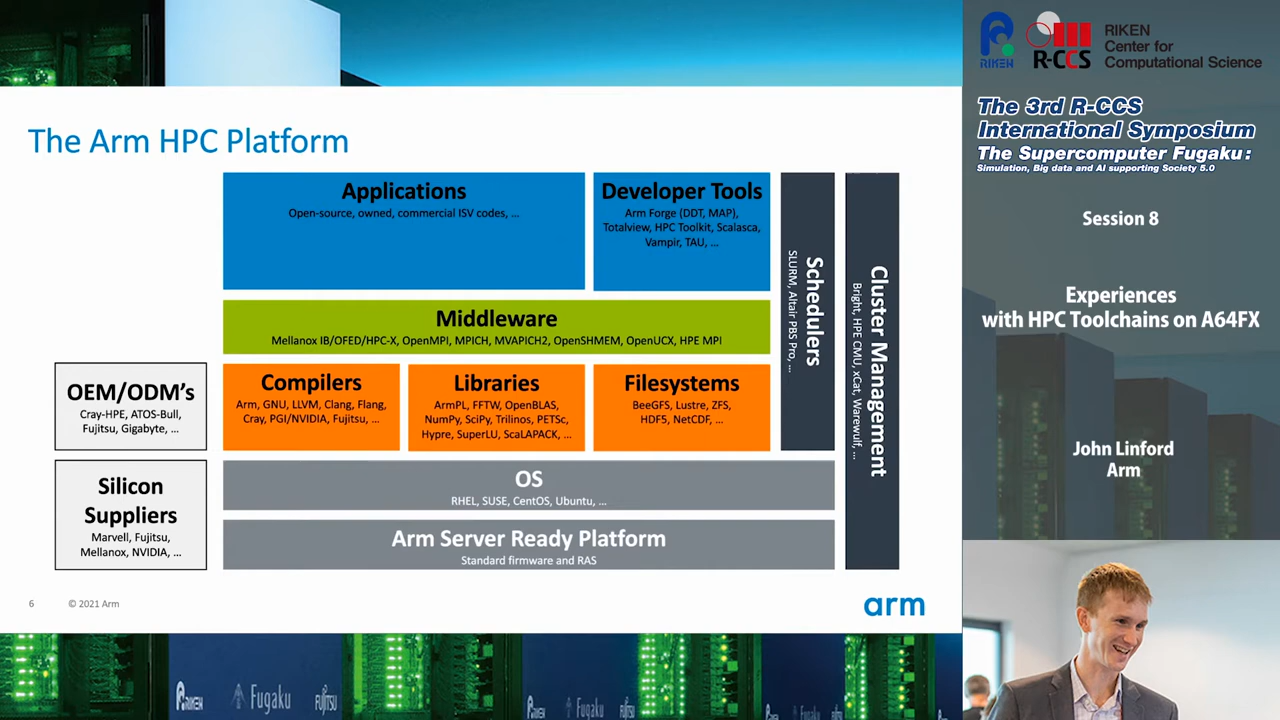 The Arm HPC Platform
Applications
Open-source, owned, commercial ISV codes, ...
Developer Tools
Arm Forge (DDT, MAP),
Totalview, HPC Toolkit, Scalasca,
Vampir, TAU, ...
Schedulers
SLURM, Altair PBS Pro, ...
Cluster Management
Bright, HPE CMU, xCat, Warewulf, ...
Middleware
Mellanox IB/OFED/HPC-X, OpenMPI, MPICH, MVAPICH2, OpenSHMEM, OpenUCX, HPE MPI
OEM/ODM’s
Cray-HPE, ATOS-Bull,
Fujitsu, Gigabyte, ...
Compilers
Arm, GNU, LLVM, Clang, Flang,
Cray, PGI/NVIDIA, Fujitsu, ...
Libraries
ArmPL, FFTW, OpenBLAS,
NumPy, SciPy, Trilinos, PETSc,
Hypre, SuperLU, ScaLAPACK, ...
Filesystems
BeeGFS, Lustre, ZFS,
HDF5, NetCDF, ...
Silicon
Suppliers
Marvell, Fujitsu,
Mellanox, NVIDIA, ...
OS
RHEL, SUSE, CentOS, Ubuntu, ...
Arm Server Ready Platform
Standard firmware and RAS
6 © 2021 Arm
arm
RIKEN Fugaku FUJITSU
Fugaku
Fugaku
RIKEN
R-CCS
RIKEN
Center for
Computational Science
The 3rd R-CCS
International Symposium
The Supercomputer Fugaku:
Simulation, Big data and AI supporting Society 5.0
Session 8
Experiences
with HPC Toolchains on A64FX
John Linford
Arm